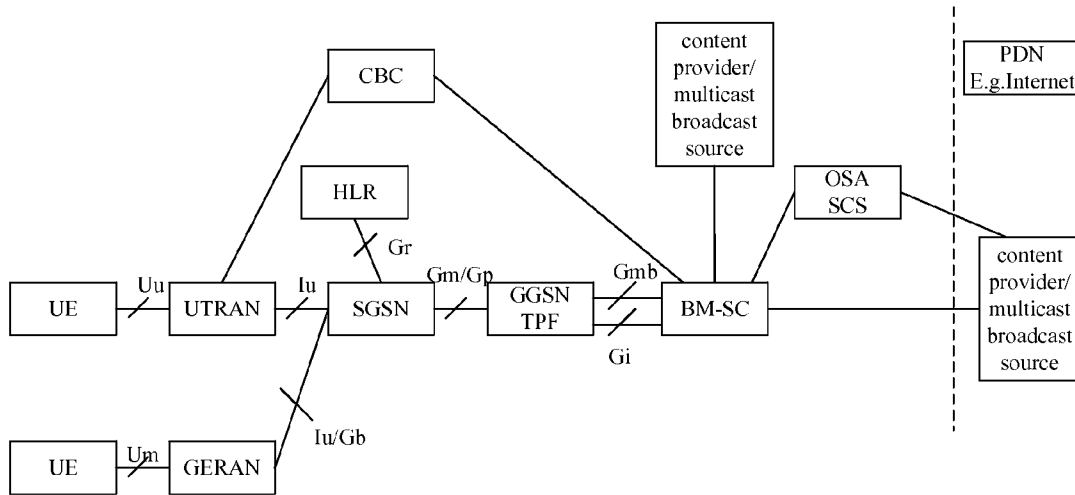 content
provider/
multicast
broadcast
source
PDN
E.g.Internet
CBC
HLR
OSA
SCS
Gr
content
provider/
multicast
broadcast
source
Uu
Iu
Gm/Gp
Gmb
UE
UTRAN
SGSN
GGSN
TPF
BM-SC
Gi
Iu/Gb
Um
UE
GERAN